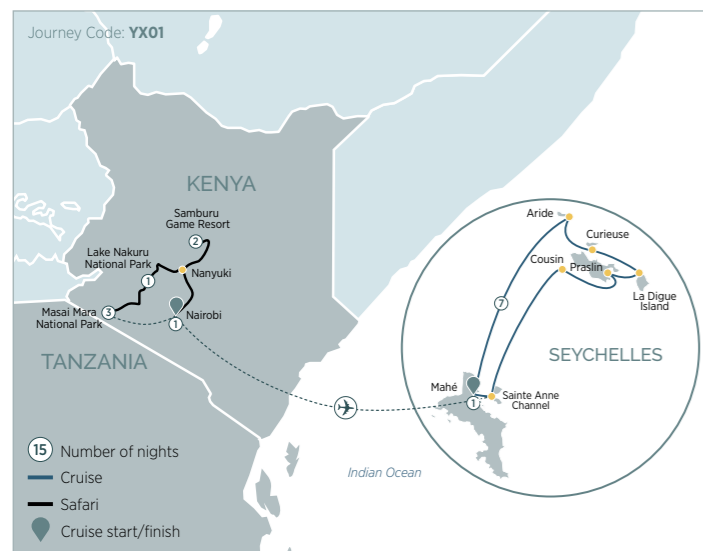 Journey Code: YX01
KENYA
Samburu
Game Resort
2
Lake Nakuru
National Park
1
Nanyuki
Masai Mara
National Park
3
Nairobi
1
TANZANIA
Aride
Curieuse
Cousin
Praslin
La Digue
Island
7
SEYCHELLES
Mahé
1
Sainte Anne
Channel
Indian Ocean
15 Number of nights
Cruise
Safari
Cruise start/finish